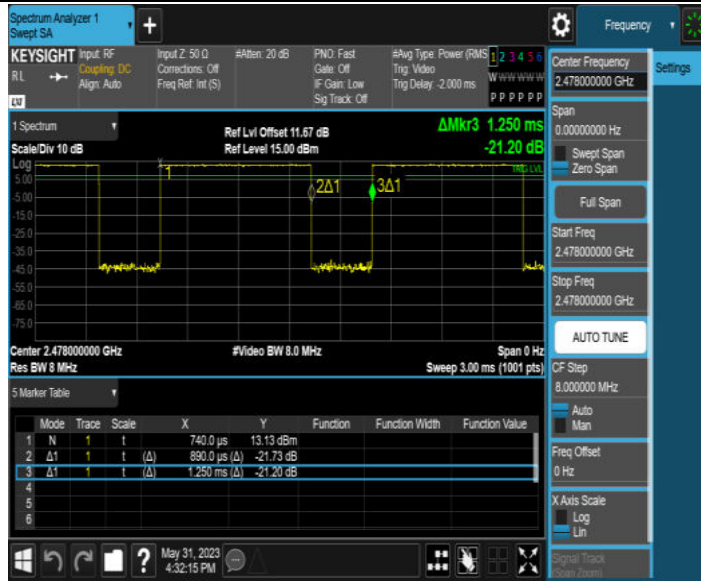 Spectrum Analyzer 1
Swept SA
+
Frequency
KEYSIGHT Input: RF Input Z: 50 Ω #Atten: 20 dB PNO: Fast #Avg Type: Power (RMS 1 2 3 4 5 6
RL Coupling: DC Corrections: Off Gate: Off Trig: Video W W W W W W
Align: Auto Freq Ref: Int (S) IF Gain: Low Trig Delay: -2.000 ms
Sig Track: Off P P P P P P
LXI
1 Spectrum
Ref Lvl Offset 11.67 dB ΔMkr3 1.250 ms
Scale/Div 10 dB Ref Level 15.00 dBm -21.20 dB
Log
TRIG LVL
1
2Δ1
3Δ1
5.00
-5.00
-15.0
-25.0
-35.0
-45.0
-55.0
-65.0
-75.0
Center 2.478000000 GHz #Video BW 8.0 MHz Span 0 Hz
Res BW 8 MHz Sweep 3.00 ms (1001 pts)
5 Marker Table
Mode Trace Scale X Y Function Function Width Function Value
1 N 1 t 740.0 µs 13.13 dBm
2 Δ1 1 t (Δ) 890.0 µs (Δ) -21.73 dB
3 Δ1 1 t (Δ) 1.250 ms (Δ) -21.20 dB
4
5
6
?
May 31, 2023
4:32:15 PM
Center Frequency
2.478000000 GHz
Span
0.00000000 Hz
Swept Span
Zero Span
Full Span
Start Freq
2.478000000 GHz
Stop Freq
2.478000000 GHz
AUTO TUNE
CF Step
8.000000 MHz
Auto
Man
Freq Offset
0 Hz
X Axis Scale
Log
Lin
Signal Track
(Span Zoom)
Settings